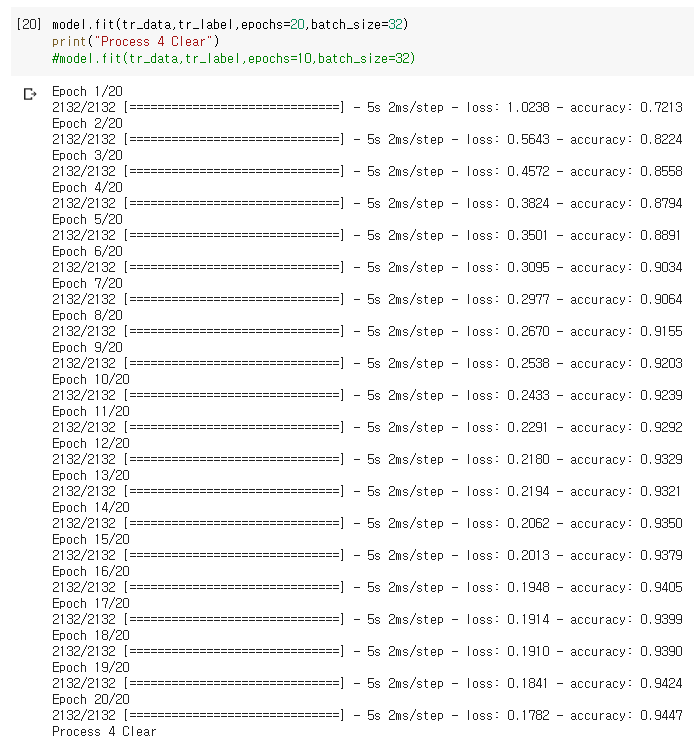 [20] model.fit(tr_data,tr_label,epochs=20,batch_size=32)
print("Process 4 Clear")
#model.fit(tr_data,tr_label,epochs=10,batch_size=32)
Epoch 1/20
2132/2132 [==============================] - 5s 2ms/step - loss: 1.0238 - accuracy: 0.7213
Epoch 2/20
2132/2132 [==============================] - 5s 2ms/step - loss: 0.5643 - accuracy: 0.8224
Epoch 3/20
2132/2132 [==============================] - 5s 2ms/step - loss: 0.4572 - accuracy: 0.8558
Epoch 4/20
2132/2132 [==============================] - 5s 2ms/step - loss: 0.3824 - accuracy: 0.8794
Epoch 5/20
2132/2132 [==============================] - 5s 2ms/step - loss: 0.3501 - accuracy: 0.8891
Epoch 6/20
2132/2132 [==============================] - 5s 2ms/step - loss: 0.3095 - accuracy: 0.9034
Epoch 7/20
2132/2132 [==============================] - 5s 2ms/step - loss: 0.2977 - accuracy: 0.9064
Epoch 8/20
2132/2132 [==============================] - 5s 2ms/step - loss: 0.2670 - accuracy: 0.9155
Epoch 9/20
2132/2132 [==============================] - 5s 2ms/step - loss: 0.2538 - accuracy: 0.9203
Epoch 10/20
2132/2132 [==============================] - 5s 2ms/step - loss: 0.2433 - accuracy: 0.9239
Epoch 11/20
2132/2132 [==============================] - 5s 2ms/step - loss: 0.2291 - accuracy: 0.9292
Epoch 12/20
2132/2132 [==============================] - 5s 2ms/step - loss: 0.2180 - accuracy: 0.9329
Epoch 13/20
2132/2132 [==============================] - 5s 2ms/step - loss: 0.2194 - accuracy: 0.9321
Epoch 14/20
2132/2132 [==============================] - 5s 2ms/step - loss: 0.2062 - accuracy: 0.9350
Epoch 15/20
2132/2132 [==============================] - 5s 2ms/step - loss: 0.2013 - accuracy: 0.9379
Epoch 16/20
2132/2132 [==============================] - 5s 2ms/step - loss: 0.1948 - accuracy: 0.9405
Epoch 17/20
2132/2132 [==============================] - 5s 2ms/step - loss: 0.1914 - accuracy: 0.9399
Epoch 18/20
2132/2132 [==============================] - 5s 2ms/step - loss: 0.1910 - accuracy: 0.9390
Epoch 19/20
2132/2132 [==============================] - 5s 2ms/step - loss: 0.1841 - accuracy: 0.9424
Epoch 20/20
2132/2132 [==============================] - 5s 2ms/step - loss: 0.1782 - accuracy: 0.9447
Process 4 Clear